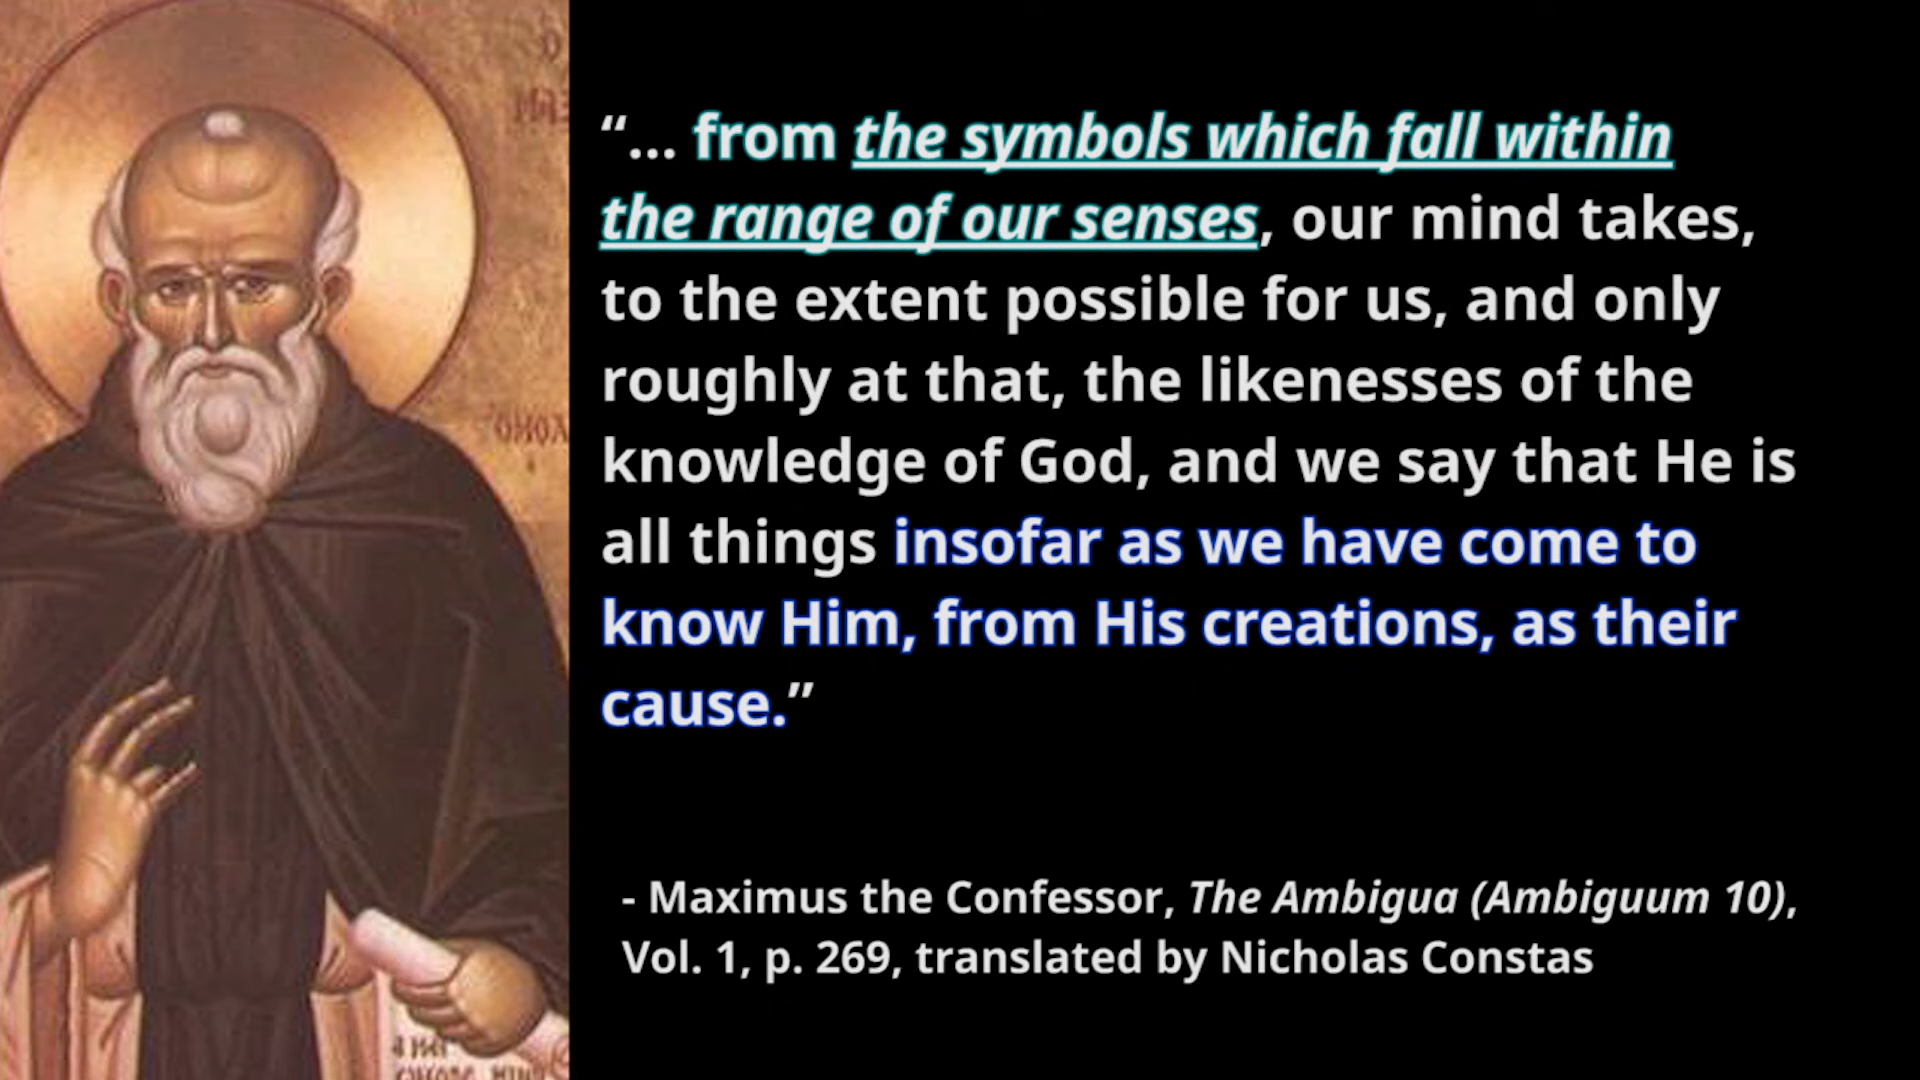 “... from the symbols which fall within
the range of our senses, our mind takes,
to the extent possible for us, and only
roughly at that, the likenesses of the
knowledge of God, and we say that He is
all things insofar as we have come to
know Him, from His creations, as their
cause.”
- Maximus the Confessor, The Ambigua (Ambiguum 10),
Vol. 1, p. 269, translated by Nicholas Constas